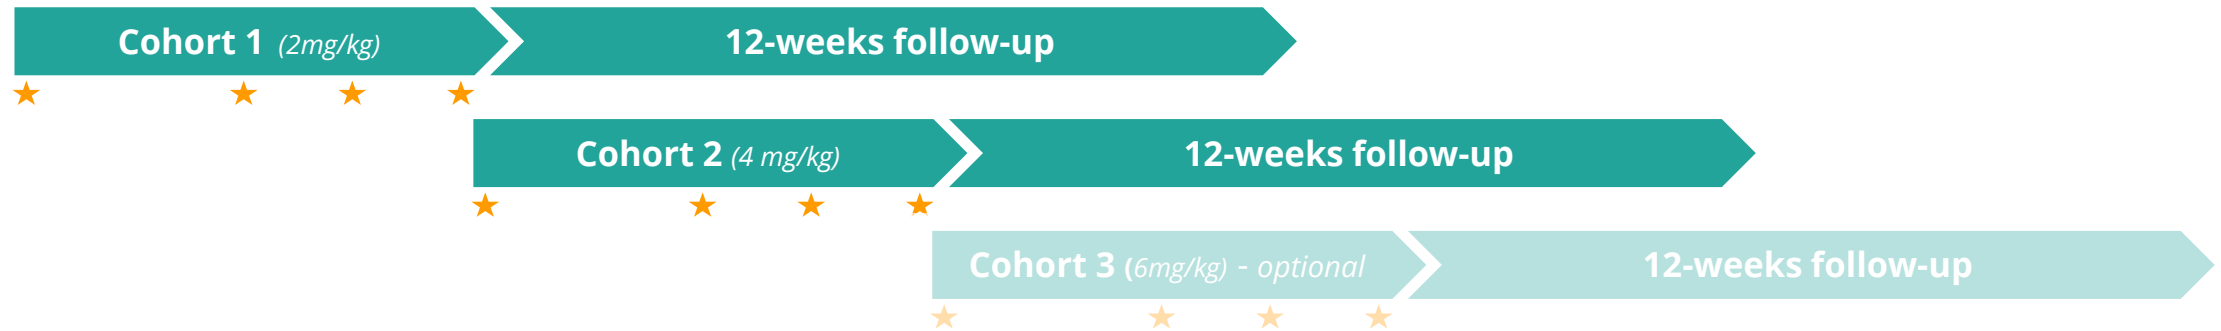 Cohort 1 (2mg/kg)
12-weeks follow-up
Cohort 2 (4 mg/kg)
12-weeks follow-up
Cohort 3 (6mg/kg) - optional
12-weeks follow-up